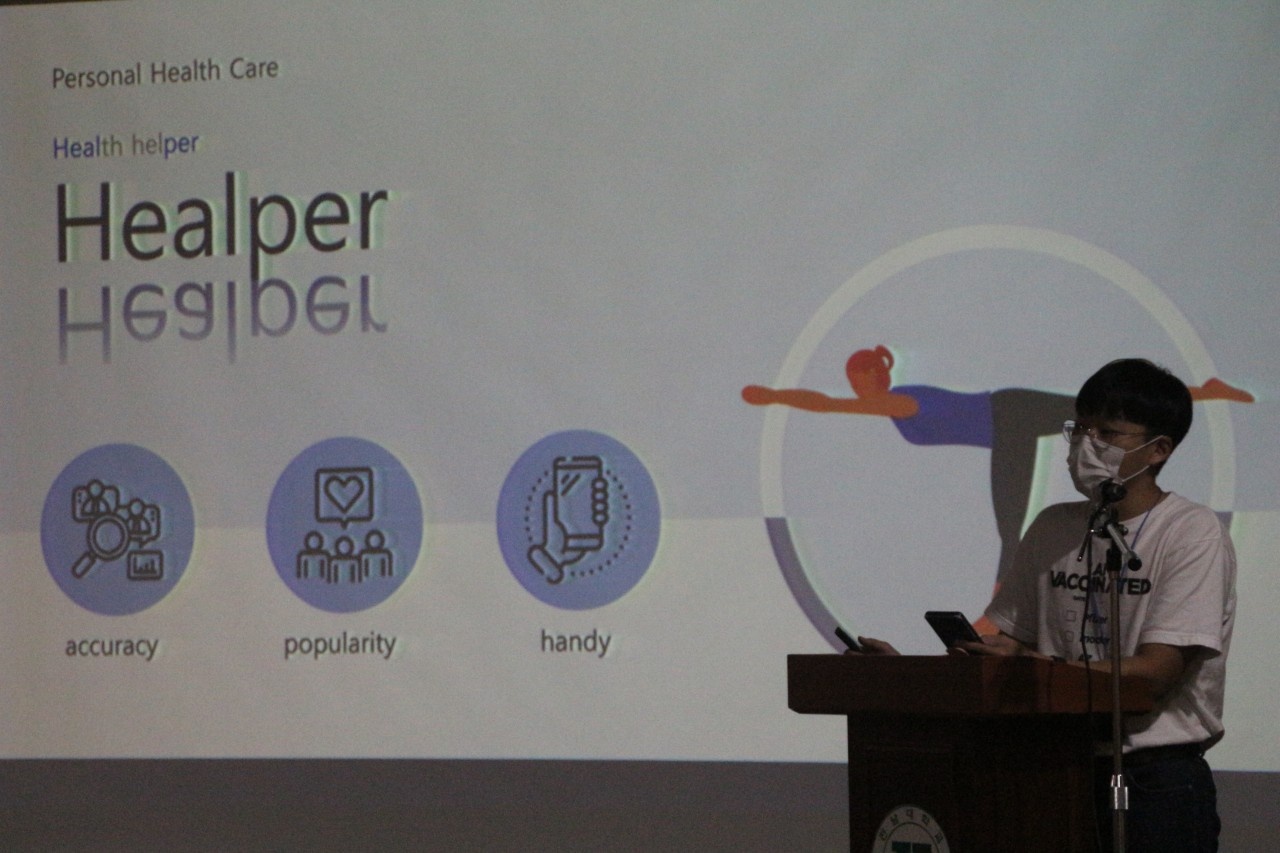 Personal Health Care
Health helper
Healper
Healper
accuracy
popularity
handy
VACCINATED